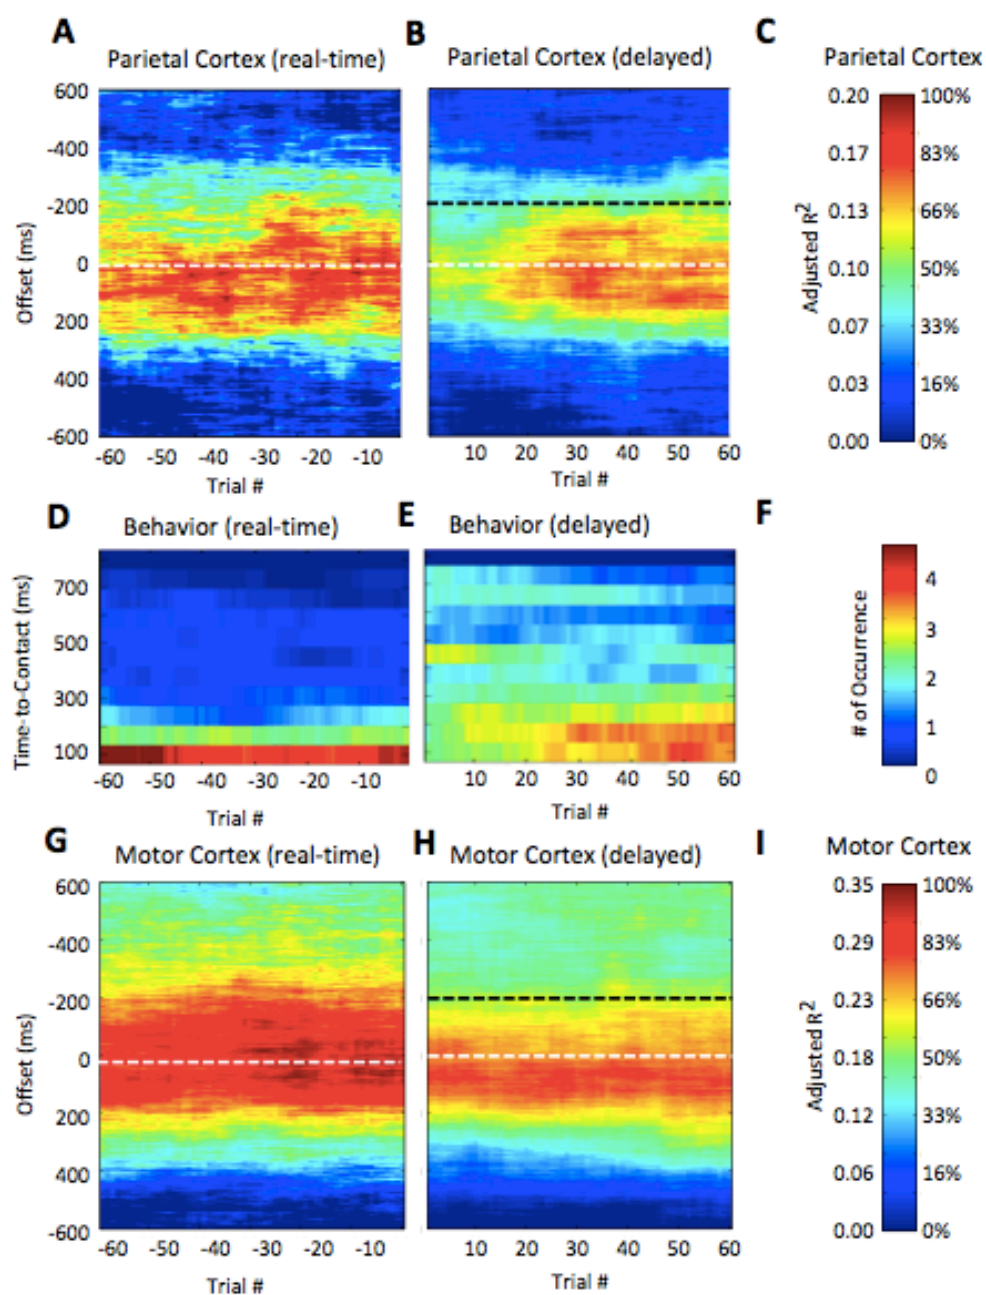 A
Parietal Cortex (real-time)
B
Parietal Cortex (delayed)
C
Parietal Cortex
Offset (ms)
600
-400
-200
0
200
400
-600
-60 -50 -40 -30 -20 -10
Trial #
10 20 30 40 50 60
Trial #
Adjusted R2
0.20 100%
0.17 83%
0.13 66%
0.10 50%
0.07 33%
0.03 16%
0.00 0%
D
Behavior (real-time)
E
Behavior (delayed)
F
Time-to-Contact (ms)
700
500
300
100
-60 -50 -40 -30 -20 -10
Trial #
10 20 30 40 50 60
Trial #
# of Occurrence
4
3
2
1
0
G
Motor Cortex (real-time)
H
Motor Cortex (delayed)
I
Motor Cortex
Offset (ms)
600
-400
-200
0
200
400
-600
-60 -50 -40 -30 -20 -10
Trial #
10 20 30 40 50 60
Trial #
Adjusted R2
0.35 100%
0.29 83%
0.23 66%
0.18 50%
0.12 33%
0.06 16%
0.00 0%